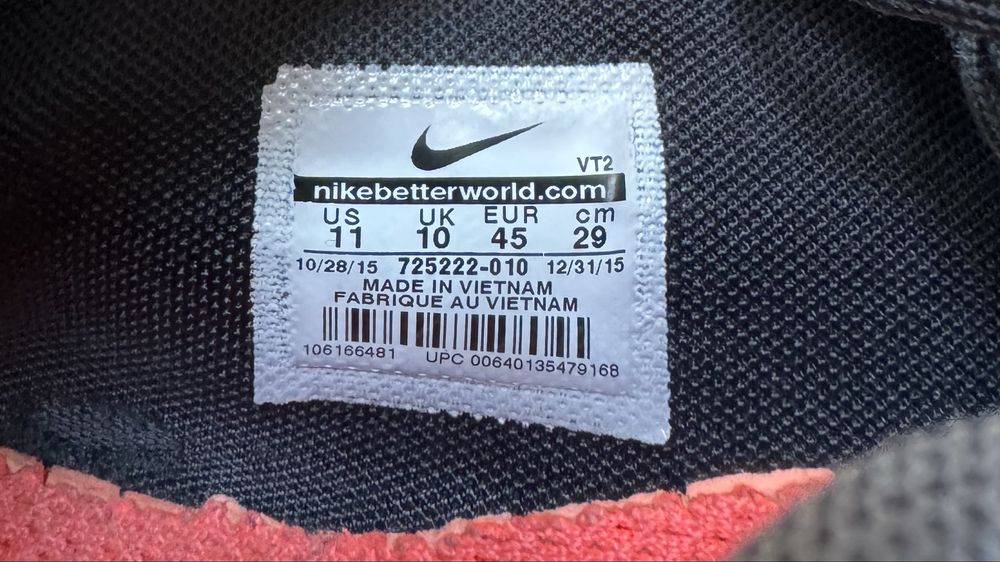 VT2
nikebetterworld.com
US UK EUR cm
11 10 45 29
10/28/15 725222-010 12/31/15
MADE IN VIETNAM
FABRIQUE AU VIETNAM
106166481 UPC 00640135479168